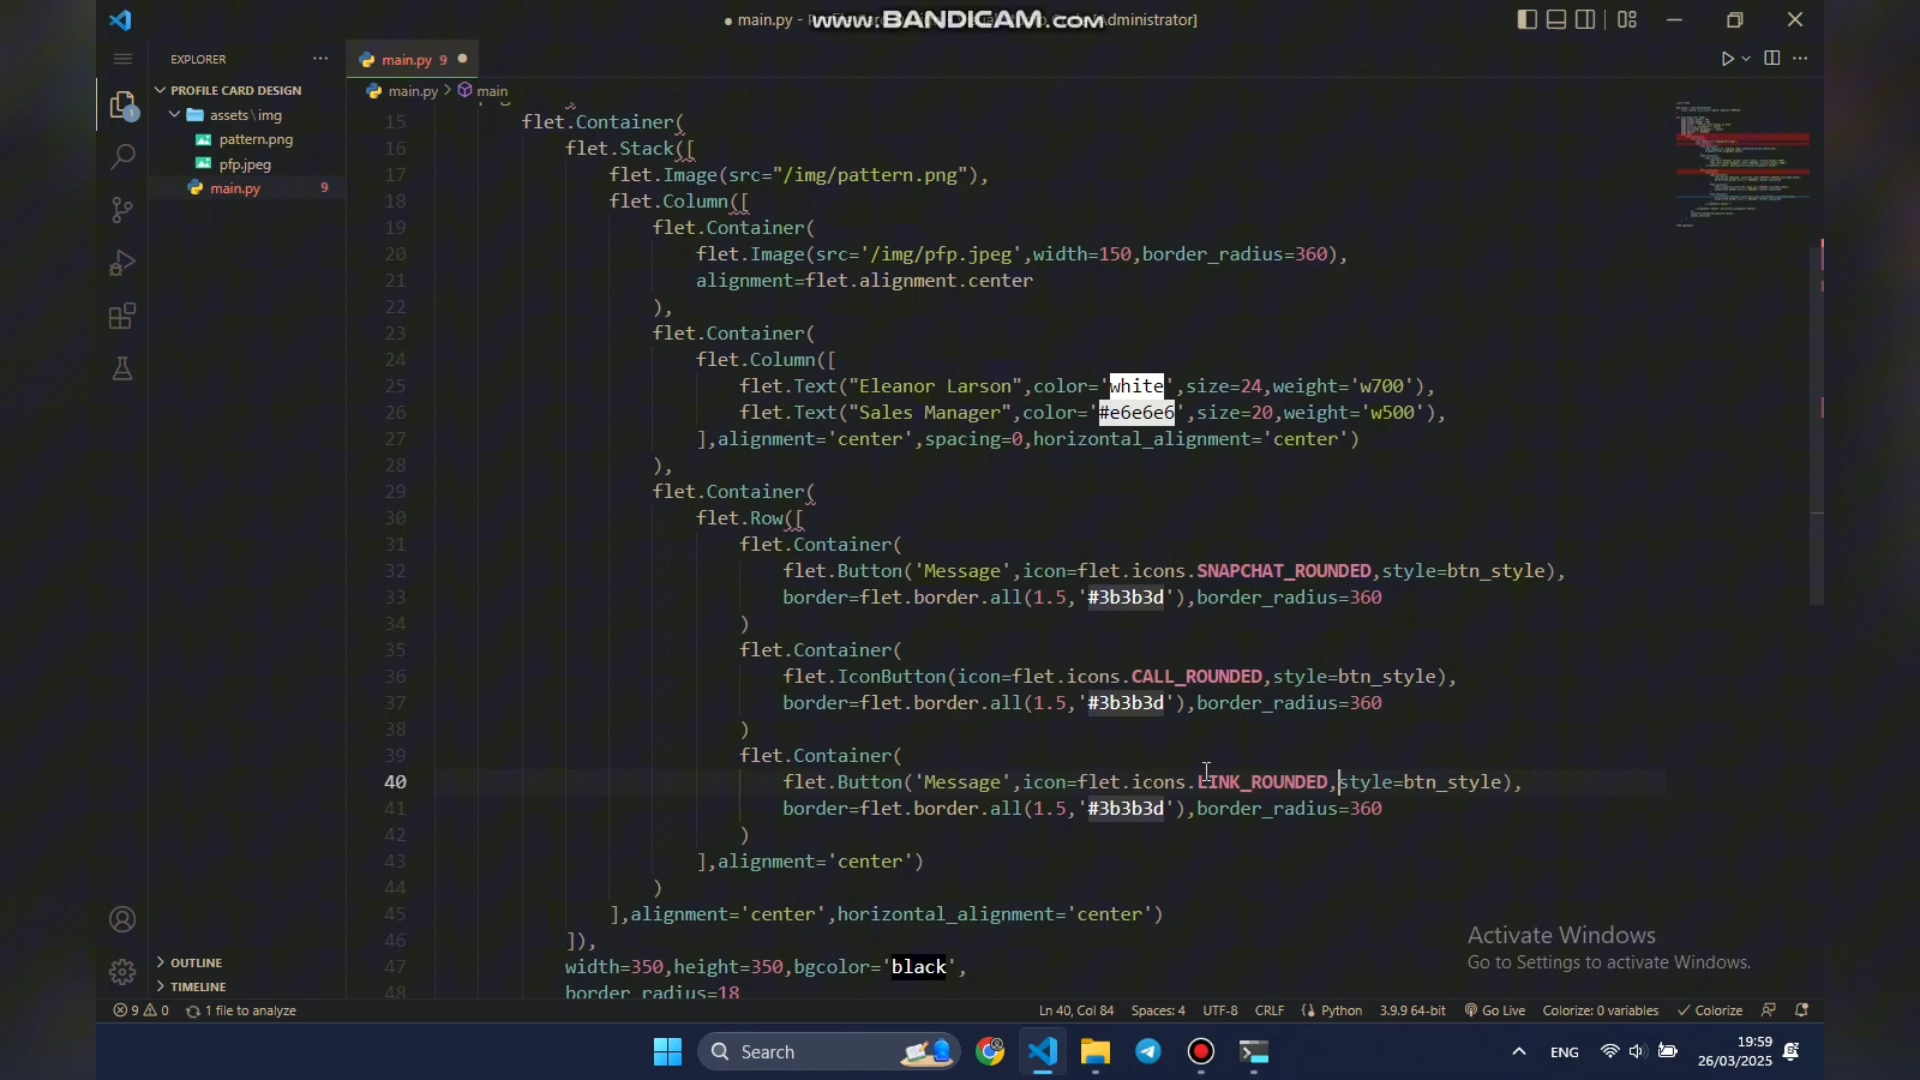 main.py -
www.BANDICAM.com
[Administrator]
EXPLORER
PROFILE CARD DESIGN
assets\img
pattern.png
pfp.jpeg
main.py 9
main.py 9
main.py > main
15 flet.Container(
16 flet.Stack([
17 flet.Image(src="/img/pattern.png"),
18 flet.Column([
19 flet.Container(
20 flet.Image(src='/img/pfp.jpeg',width=150,border_radius=360),
21 alignment=flet.alignment.center
22 ),
23 flet.Container(
24 flet.Column([
25 flet.Text("Eleanor Larson",color='white',size=24,weight='w700'),
26 flet.Text("Sales Manager",color='#e6e6e6',size=20,weight='w500'),
27 ],alignment='center',spacing=0,horizontal_alignment='center')
28 ),
29 flet.Container(
30 flet.Row([
31 flet.Container(
32 flet.Button('Message',icon=flet.icons.SNAPCHAT_ROUNDED,style=btn_style),
33 border=flet.border.all(1.5,'#3b3b3d'),border_radius=360
34 )
35 flet.Container(
36 flet.IconButton(icon=flet.icons.CALL_ROUNDED,style=btn_style),
37 border=flet.border.all(1.5,'#3b3b3d'),border_radius=360
38 )
39 flet.Container(
40 flet.Button('Message',icon=flet.icons.LINK_ROUNDED,style=btn_style),
41 border=flet.border.all(1.5,'#3b3b3d'),border_radius=360
42 )
43 ],alignment='center')
44 )
45 ],alignment='center',horizontal_alignment='center')
46 ]),
47 width=350,height=350,bgcolor='black',
48 border_radius=18
Activate Windows
Go to Settings to activate Windows.
OUTLINE
TIMELINE
9 0 1 file to analyze
Ln 40, Col 84 Spaces: 4 UTF-8 CRLF Python 3.9.9 64-bit Go Live Colorize: 0 variables Colorize
Search
ENG
19:59
26/03/2025